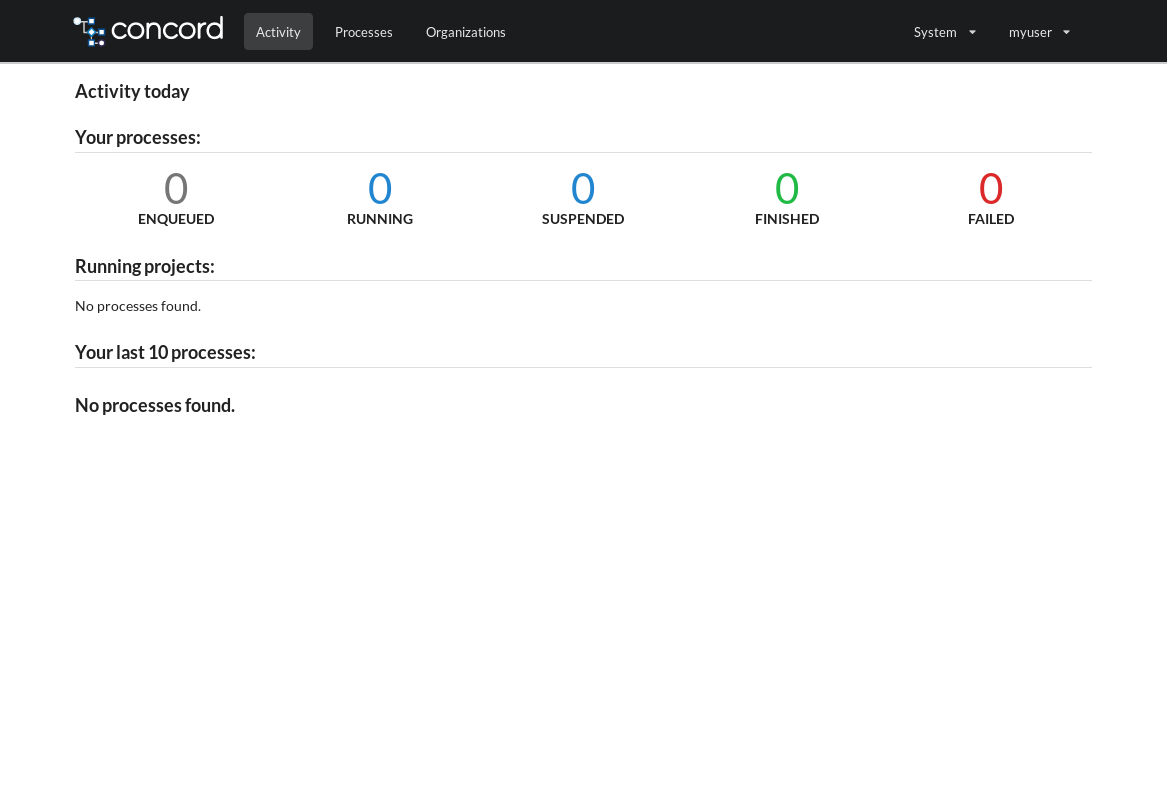 concord Activity Processes Organizations System myuser
Activity today
Your processes:
0 0 0 0 0
ENQUEUED RUNNING SUSPENDED FINISHED FAILED
Running projects:
No processes found.
Your last 10 processes:
No processes found.